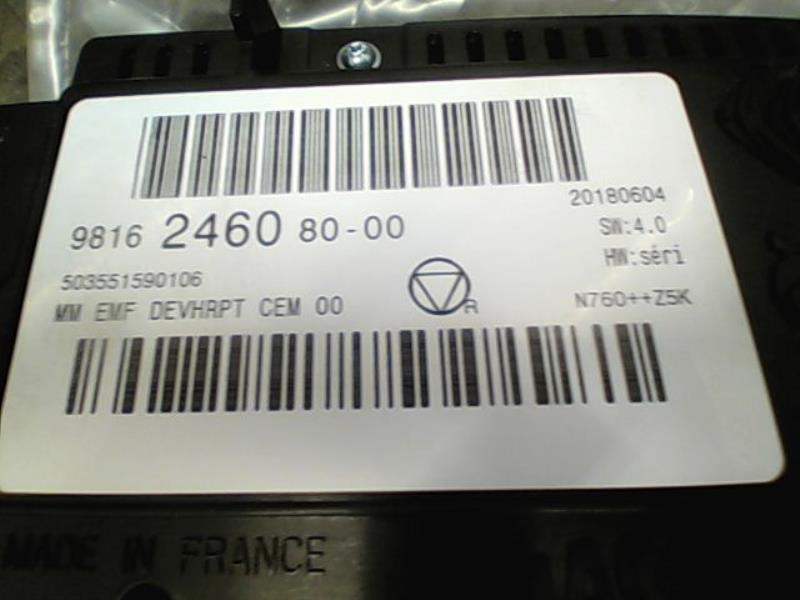 20180604
9816 2460 80-00
SW:4.0
HW:séri
503551590106
MM EMF DEVHRPT CEM 00
R
N760++Z5K
MADE IN FRANCE